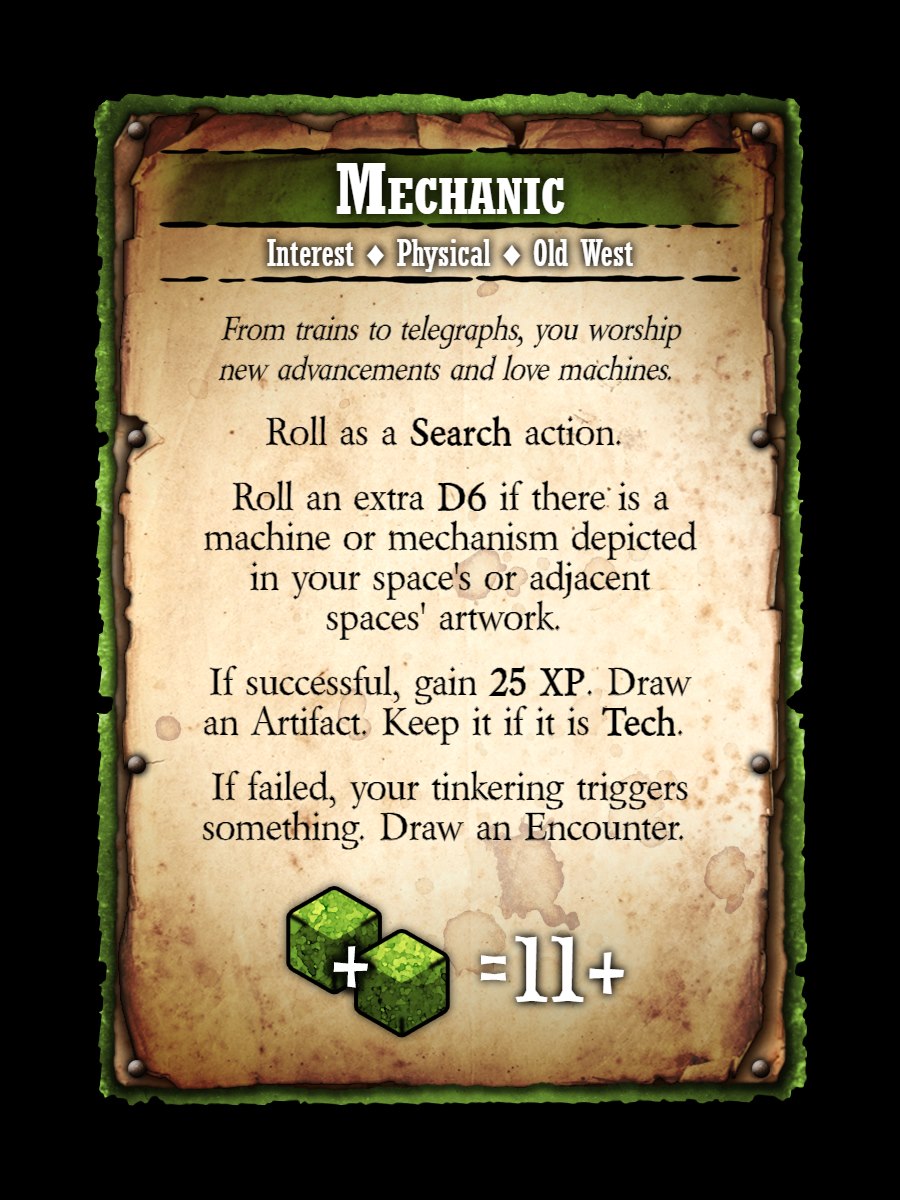 Mechanic
Interest ♦ Physical ♦ Old West
From trains to telegraphs, you worship
new advancements and love machines.
Roll as a Search action.
Roll an extra D6 if there is a
machine or mechanism depicted
in your space's or adjacent
spaces' artwork.
If successful, gain 25 XP. Draw
an Artifact. Keep it if it is Tech.
If failed, your tinkering triggers
something. Draw an Encounter.
+ =11+